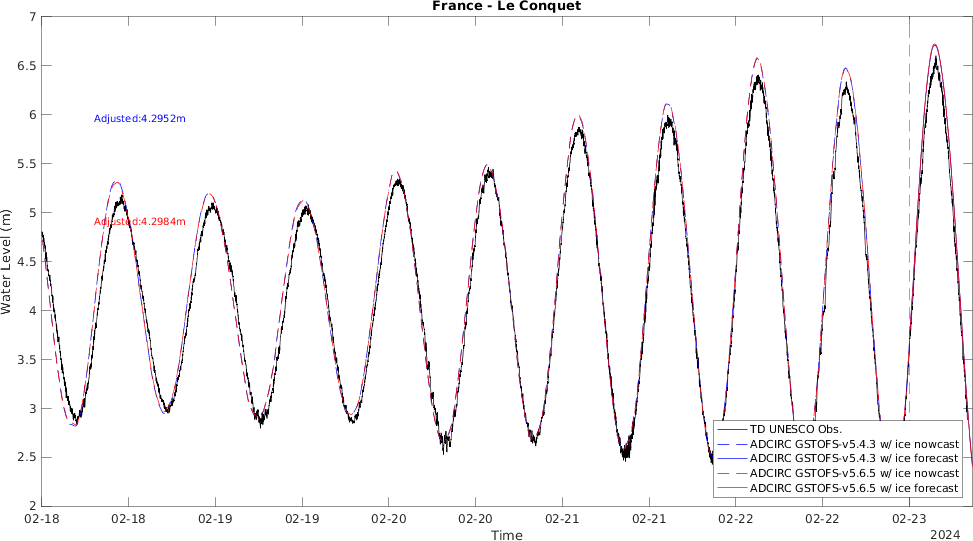 France - Le Conquet
7
6.5
6
5.5
5
4.5
4
3.5
3
2.5
2
Water Level (m)
Adjusted:4.2952m
Adjusted:4.2984m
TD UNESCO Obs.
ADCIRC GSTOFS-v5.4.3 w/ ice nowcast
ADCIRC GSTOFS-v5.4.3 w/ ice forecast
ADCIRC GSTOFS-v5.6.5 w/ ice nowcast
ADCIRC GSTOFS-v5.6.5 w/ ice forecast
02-18 02-18 02-19 02-19 02-20 02-20 02-21 02-21 02-22 02-22 02-23
Time
2024